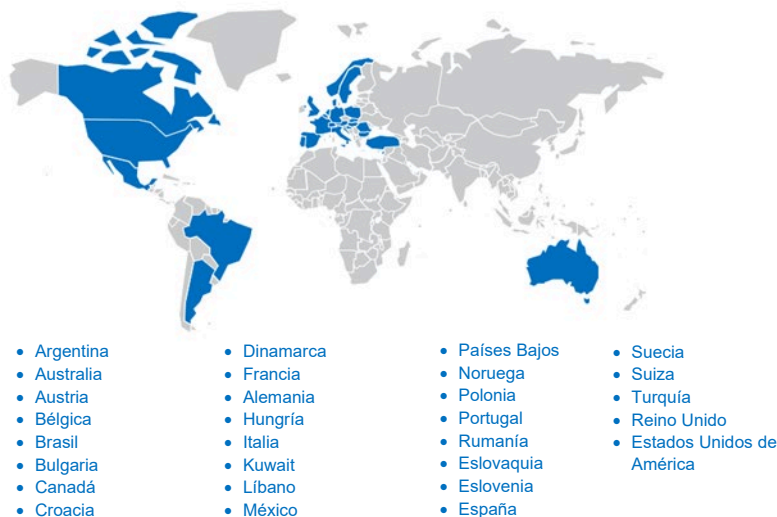 Argentina
Australia
Austria
Bélgica
Brasil
Bulgaria
Canadá
Croacia
Dinamarca
Francia
Alemania
Hungría
Italia
Kuwait
Líbano
México
Países Bajos
Noruega
Polonia
Portugal
Rumanía
Eslovaquia
Eslovenia
España
Suecia
Suiza
Turquía
Reino Unido
Estados Unidos de
América